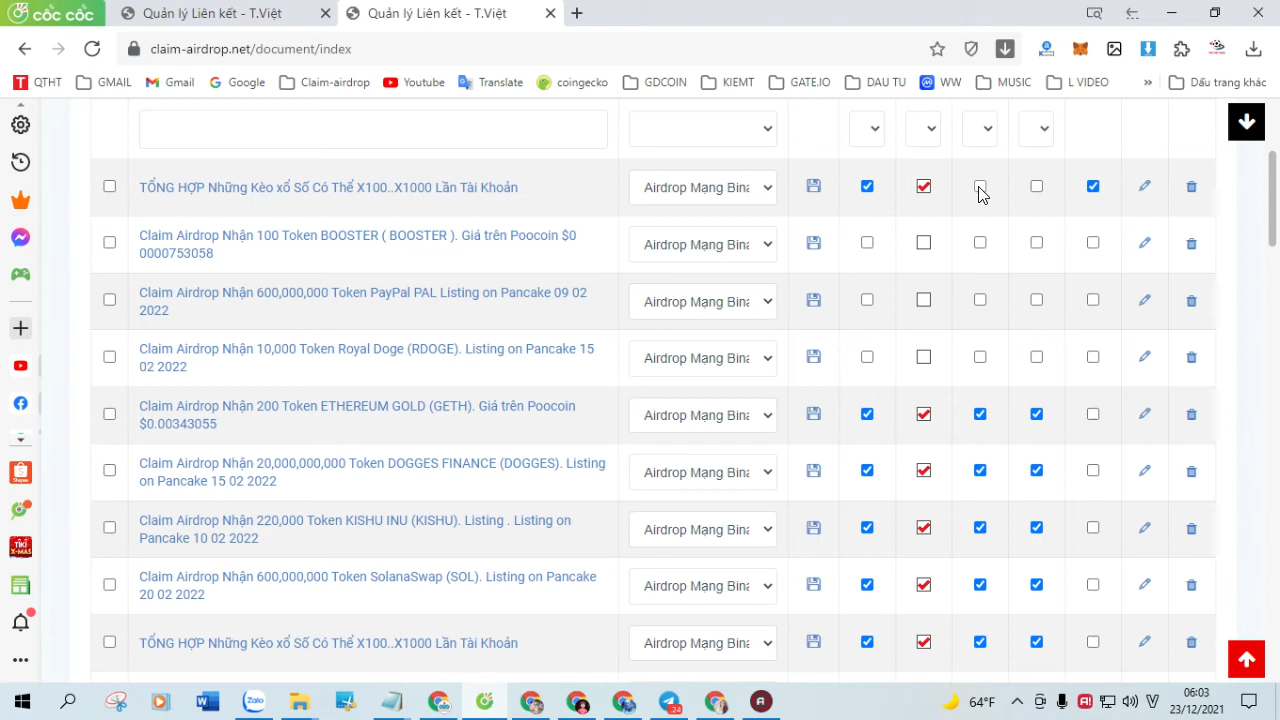 cốc cốc
Quản lý liên kết - T.Việt
Quản lý liên kết - T.Việt
claim-airdrop.net/document/index
QTHT
GMAIL
Gmail
Google
Claim-airdrop
Youtube
Translate
coingecko
GDCOIN
KIEMT
GATE.IO
DAU TU
WW
MUSIC
L VIDEO
»
Dấu trang khác
TỔNG HỢP Những Kèo xổ Số Có Thể X100..X1000 Lần Tài Khoản
Airdrop Mạng Bina
Claim Airdrop Nhận 100 Token BOOSTER ( BOOSTER ). Giá trên Poocoin $0
0000753058
Airdrop Mạng Bina
Claim Airdrop Nhận 600,000,000 Token PayPal PAL Listing on Pancake 09 02
2022
Airdrop Mạng Bina
Claim Airdrop Nhận 10,000 Token Royal Doge (RDOGE). Listing on Pancake 15
02 2022
Airdrop Mạng Bina
Claim Airdrop Nhận 200 Token ETHEREUM GOLD (GETH). Giá trên Poocoin
$0.00343055
Airdrop Mạng Bina
Claim Airdrop Nhận 20,000,000,000 Token DOGGES FINANCE (DOGGES). Listing
on Pancake 15 02 2022
Airdrop Mạng Bina
Claim Airdrop Nhận 220,000 Token KISHU INU (KISHU). Listing . Listing on
Pancake 10 02 2022
Airdrop Mạng Bina
Claim Airdrop Nhận 600,000,000 Token SolanaSwap (SOL). Listing on Pancake
20 02 2022
Airdrop Mạng Bina
TỔNG HỢP Những Kèo xổ Số Có Thể X100..X1000 Lần Tài Khoản
Airdrop Mạng Bina
64°F
06:03
23/12/2021